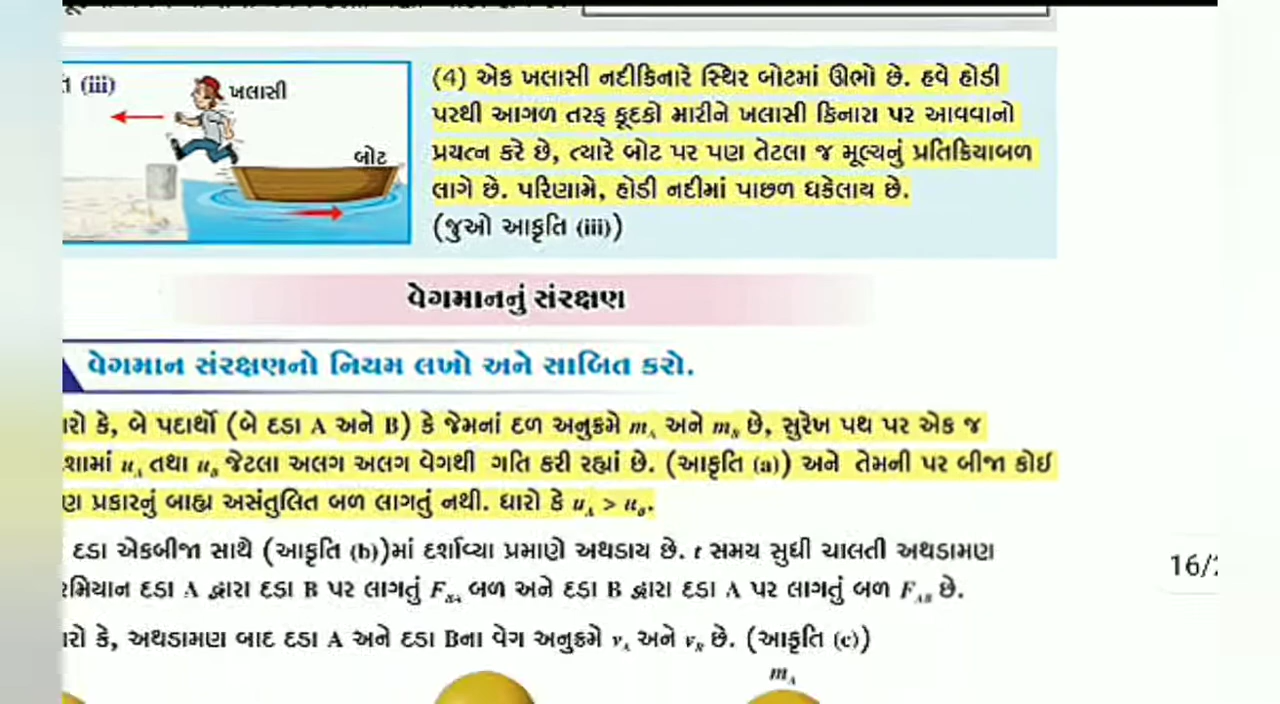 (iii)
ખલાસી
બોટ
(4) એક ખલાસી નદીકિનારે સ્થિર બોટમાં ઊભો છે. હવે હોડી
પરથી આગળ તરફ કૂદકો મારીને ખલાસી કિનારા પર આવવાનો
પ્રયત્ન કરે છે, ત્યારે બોટ પર પણ તેટલા જ મૂલ્યનું પ્રતિક્રિયાબળ
લાગે છે. પરિણામે, હોડી નદીમાં પાછળ ધકેલાય છે.
(જુઓ આકૃતિ (iii))
વેગમાનનું સંરક્ષણ
વેગમાન સંરક્ષણનો નિયમ લખો અને સાબિત કરો.
કે, બે પદાર્થો (બે દડા A અને B) કે જેમનાં દળ અનુક્રમે mA અને mB છે, સુરેખ પથ પર એક જ
uA તથા uB જેટલા અલગ અલગ વેગથી ગતિ કરી રહ્યાં છે. (આકૃતિ (a)) અને તેમની પર બીજા કોઈ
પ્રકારનું બાહ્ય અસંતુલિત બળ લાગતું નથી. ધારો કે uA > uB.
દડા એકબીજા સાથે (આકૃતિ (b))માં દર્શાવ્યા પ્રમાણે અથડાય છે. t સમય સુધી ચાલતી અથડામણ
દડા A દ્વારા દડા B પર લાગતું FBA બળ અને દડા B દ્વારા દડા A પર લાગતું બળ FAB છે.
કે, અથડામણ બાદ દડા A અને દડા Bના વેગ અનુક્રમે vA અને vB છે. (આકૃતિ (c))
mA
16/